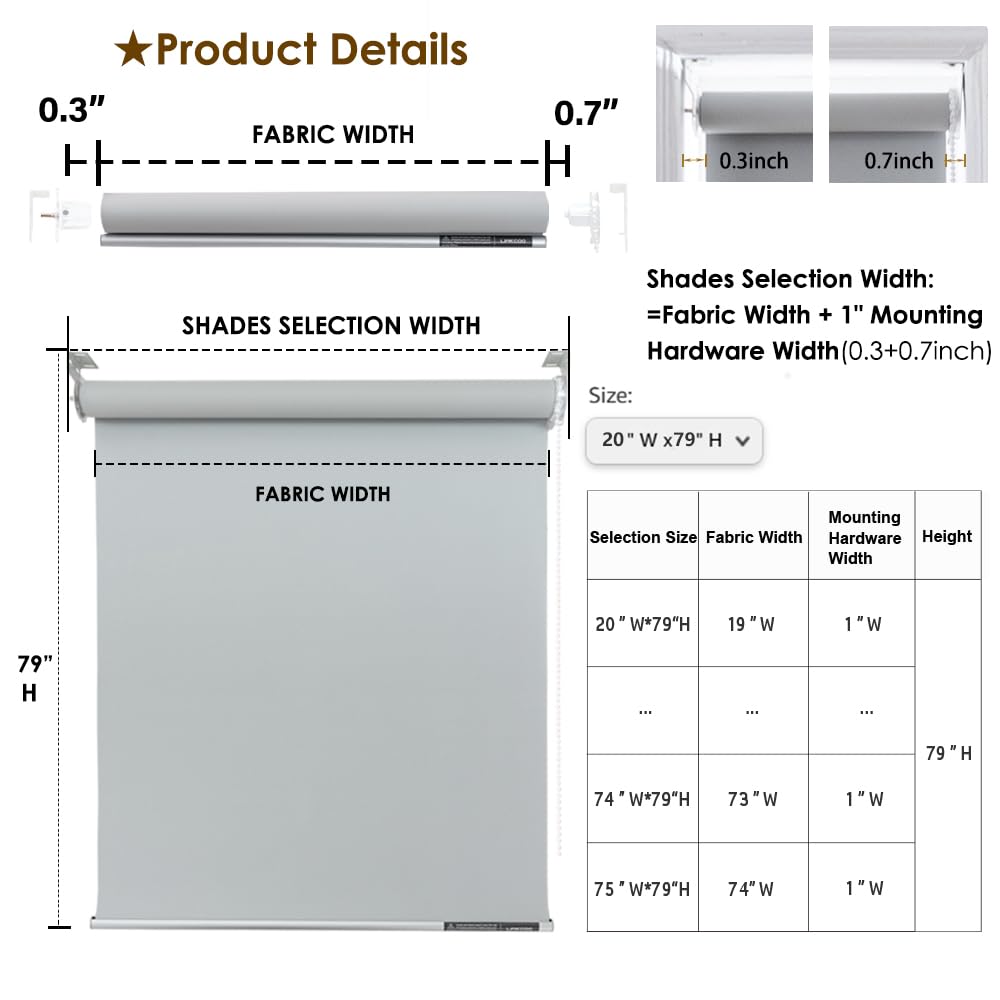 ★Product Details
0.3"
FABRIC WIDTH
0.7"
0.3inch
0.7inch
Shades Selection Width:
=Fabric Width + 1" Mounting
Hardware Width(0.3+0.7inch)
SHADES SELECTION WIDTH
FABRIC WIDTH
79"
H
Size:
20" W x79" H
Selection Size
Fabric Width
Mounting
Hardware
Width
Height
20 " W*79"H
19 " W
1 " W
...
...
...
74 " W*79"H
73 " W
1 " W
75 " W*79"H
74" W
1 " W
79 " H